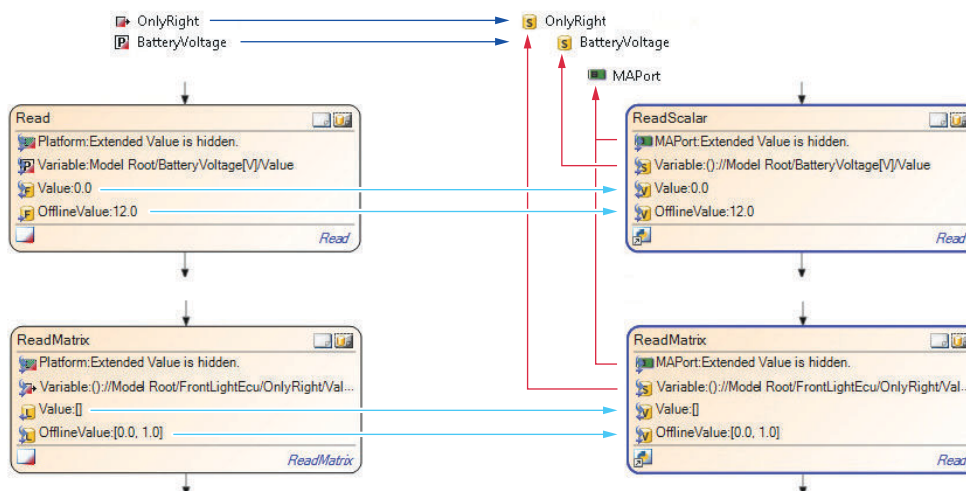 OnlyRight
BatteryVoltage
OnlyRight
BatteryVoltage
MAPort
Read
Platform:Extended Value is hidden.
Variable:Model Root/BatteryVoltage[V]/Value
Value:0.0
OfflineValue:12.0
Read
ReadScalar
MAPort:Extended Value is hidden.
Variable:()://Model Root/BatteryVoltage[V]/Value
Value:0.0
OfflineValue:12.0
Read
ReadMatrix
Platform:Extended Value is hidden.
Variable:()://Model Root/FrontLightEcu/OnlyRight/Val...
Value:[]
OfflineValue:[0.0, 1.0]
ReadMatrix
ReadMatrix
MAPort:Extended Value is hidden.
Variable:()://Model Root/FrontLightEcu/OnlyRight/Val...
Value:[]
OfflineValue:[0.0, 1.0]
Read